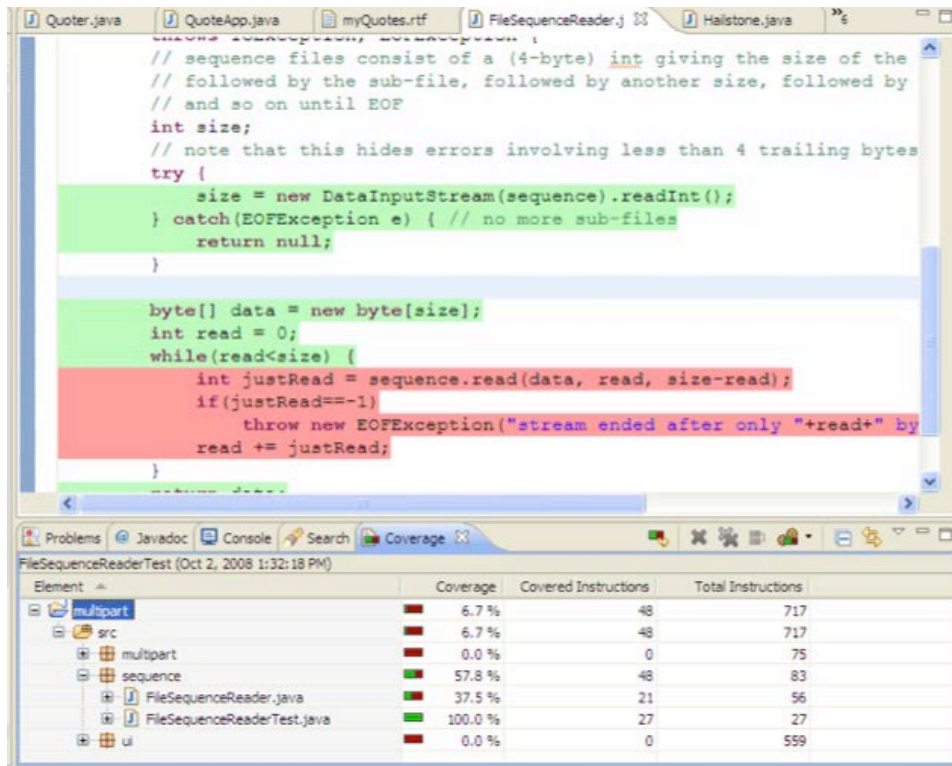 Quoter.java QuoteApp.java myQuotes.rtf FileSequenceReader.j Hailstone.java »6
throws IOException, EOFException {
// sequence files consist of a (4-byte) int giving the size of the
// followed by the sub-file, followed by another size, followed by
// and so on until EOF
int size;
// note that this hides errors involving less than 4 trailing bytes
try {
size = new DataInputStream(sequence).readInt();
} catch(EOFException e) { // no more sub-files
return null;
}
byte[] data = new byte[size];
int read = 0;
while(read<size) {
int justRead = sequence.read(data, read, size-read);
if(justRead==-1)
throw new EOFException("stream ended after only "+read+" by
read += justRead;
}
return data;
Problems @ Javadoc Console Search Coverage
FileSequenceReaderTest (Oct 2, 2008 1:32:18 PM)
Element Coverage Covered Instructions Total Instructions
multipart 6.7 % 48 717
src 6.7 % 48 717
multipart 0.0 % 0 75
sequence 57.8 % 48 83
FileSequenceReader.java 37.5 % 21 56
FileSequenceReaderTest.java 100.0 % 27 27
ui 0.0 % 0 559